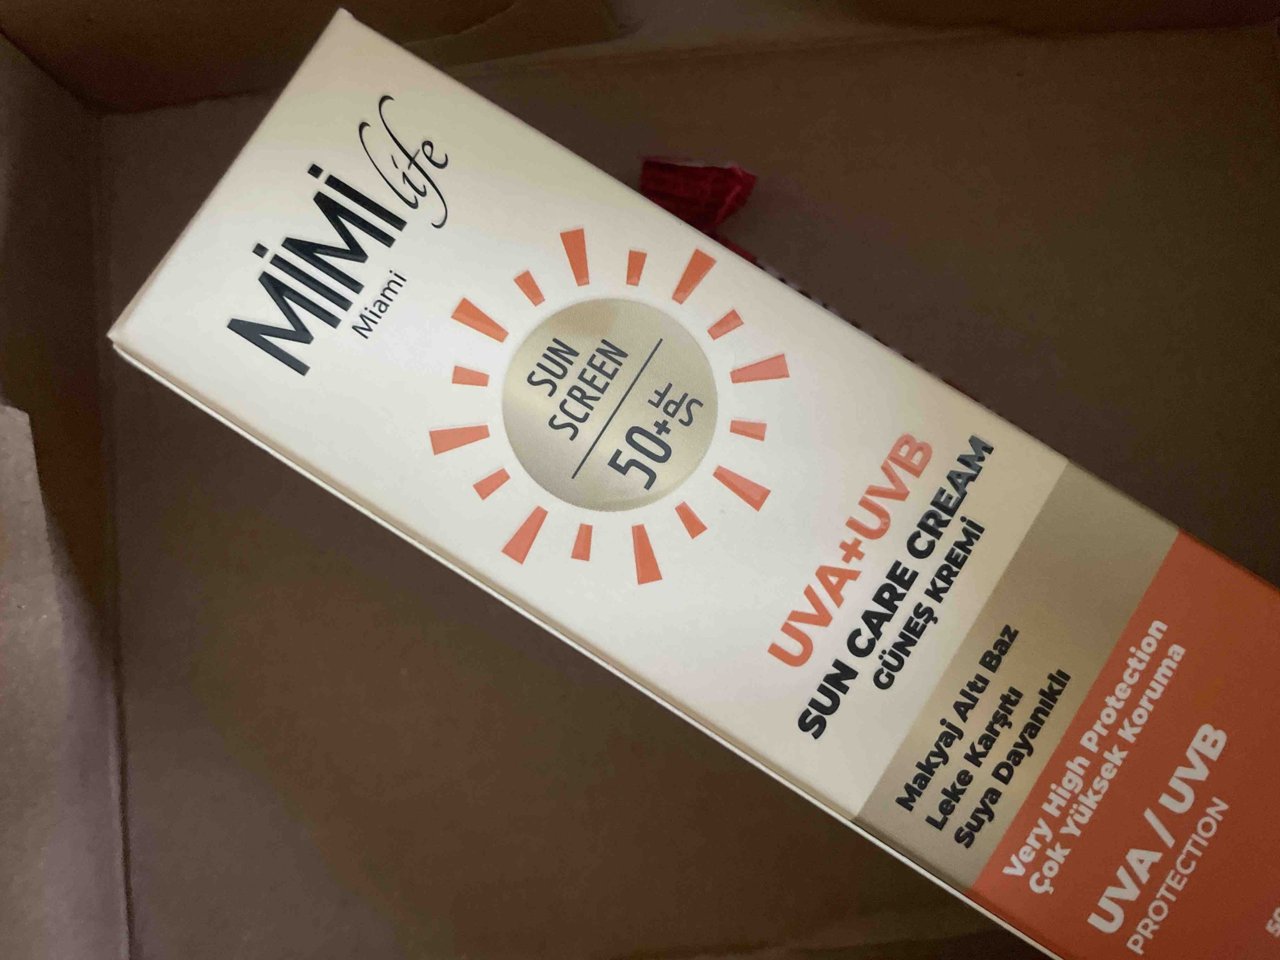 MİMİ life
Miami
SUN
SCREEN
50+ SPF
UVA+UVB
SUN CARE CREAM
GÜNEŞ KREMİ
Makyaj Altı Baz
Leke Karşıtı
Suya Dayanıklı
Very High Protection
Çok Yüksek Koruma
UVA / UVB
PROTECTION